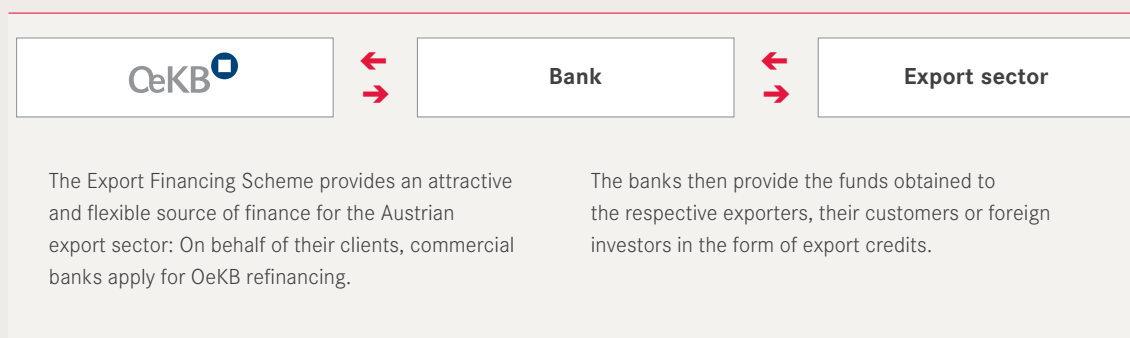 OeKB
Bank
Export sector
The Export Financing Scheme provides an attractive
and flexible source of finance for the Austrian
export sector: On behalf of their clients, commercial
banks apply for OeKB refinancing.
The banks then provide the funds obtained to
the respective exporters, their customers or foreign
investors in the form of export credits.